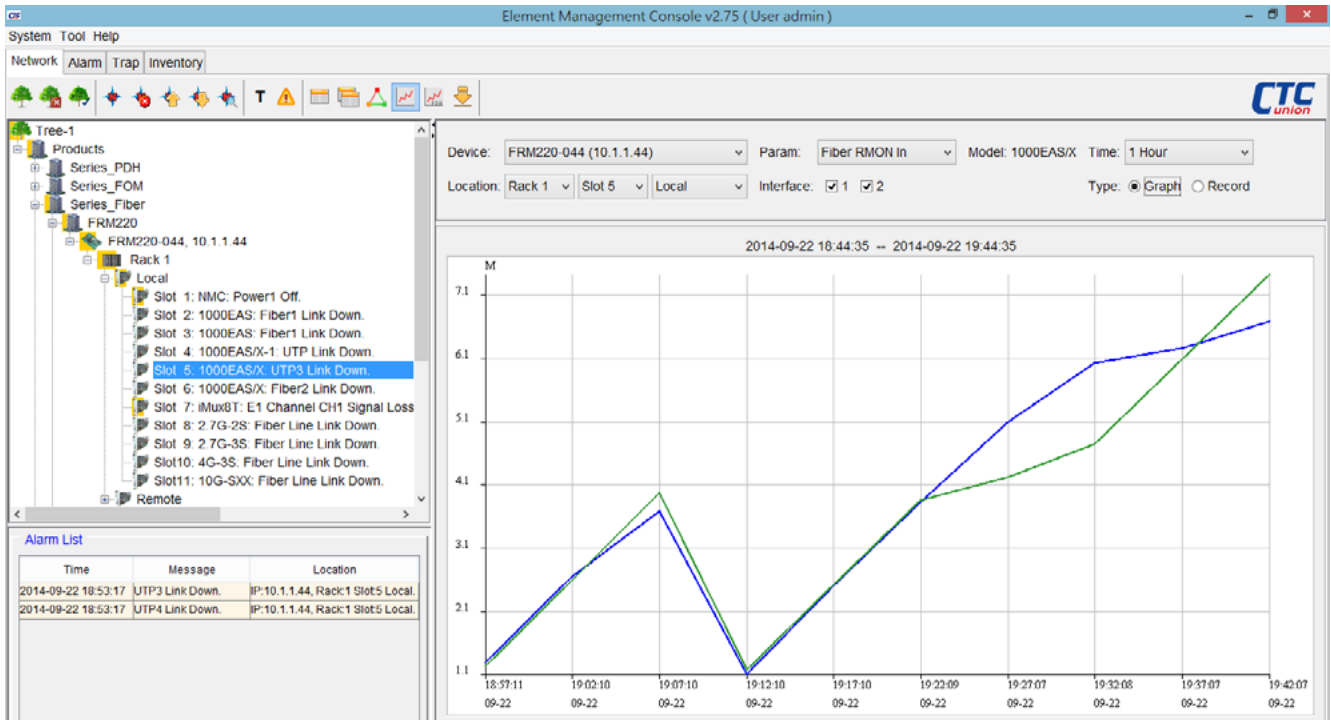 CTC
Element Management Console v2.75 ( User admin )
System Tool Help
Network Alarm Trap Inventory
T
CTC union
Tree-1
Products
Series_PDH
Series_FOM
Series_Fiber
FRM220
FRM220-044, 10.1.1.44
Rack 1
Local
Slot 1: NMC: Power1 Off.
Slot 2: 1000EAS: Fiber1 Link Down.
Slot 3: 1000EAS: Fiber1 Link Down.
Slot 4: 1000EAS/X-1: UTP Link Down.
Slot 5: 1000EAS/X: UTP3 Link Down.
Slot 6: 1000EAS/X: Fiber2 Link Down.
Slot 7: iMux8T: E1 Channel CH1 Signal Loss
Slot 8: 2.7G-2S: Fiber Line Link Down.
Slot 9: 2.7G-3S: Fiber Line Link Down.
Slot10: 4G-3S: Fiber Line Link Down.
Slot11: 10G-SXX: Fiber Line Link Down.
Remote
Alarm List
Time Message Location
2014-09-22 18:53:17 UTP3 Link Down. IP:10.1.1.44, Rack:1 Slot:5 Local.
2014-09-22 18:53:17 UTP4 Link Down. IP:10.1.1.44, Rack:1 Slot:5 Local.
Device: FRM220-044 (10.1.1.44) Param: Fiber RMON In Model: 1000EAS/X Time: 1 Hour
Location: Rack 1 Slot 5 Local Interface: 1 2 Type: Graph Record
2014-09-22 18:44:35 -- 2014-09-22 19:44:35
M
7.1
6.1
5.1
4.1
3.1
2.1
1.1
18:57:11 19:02:10 19:07:10 19:12:10 19:17:10 19:22:09 19:27:07 19:32:08 19:37:07 19:42:07
09-22 09-22 09-22 09-22 09-22 09-22 09-22 09-22 09-22 09-22